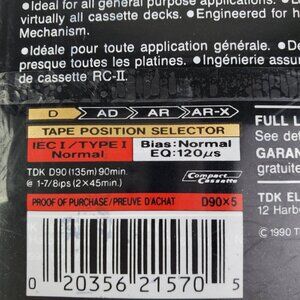 •Ideal for all general purpose applications. •D
virtually all cassette decks. •Engineered for h
Mechanism.
•Idéale pour toute application générale. •D
presque toutes les platines. •Ingénierie assur
de cassette RC-II.
D AD AR AR-X
TAPE POSITION SELECTOR
IEC I/TYPE I
Normal
Bias: Normal
EQ: 120µs
TDK D90 (135m) 90min.
@ 1-7/8ips (2×45min.)
Compact Cassette
PROOF OF PURCHASE/PREUVE D'ACHAT D90×5
0 20356 21570 5
FULL L
See de
GARAN
gratuite
TDK EL
12 Harb
© 1990 T